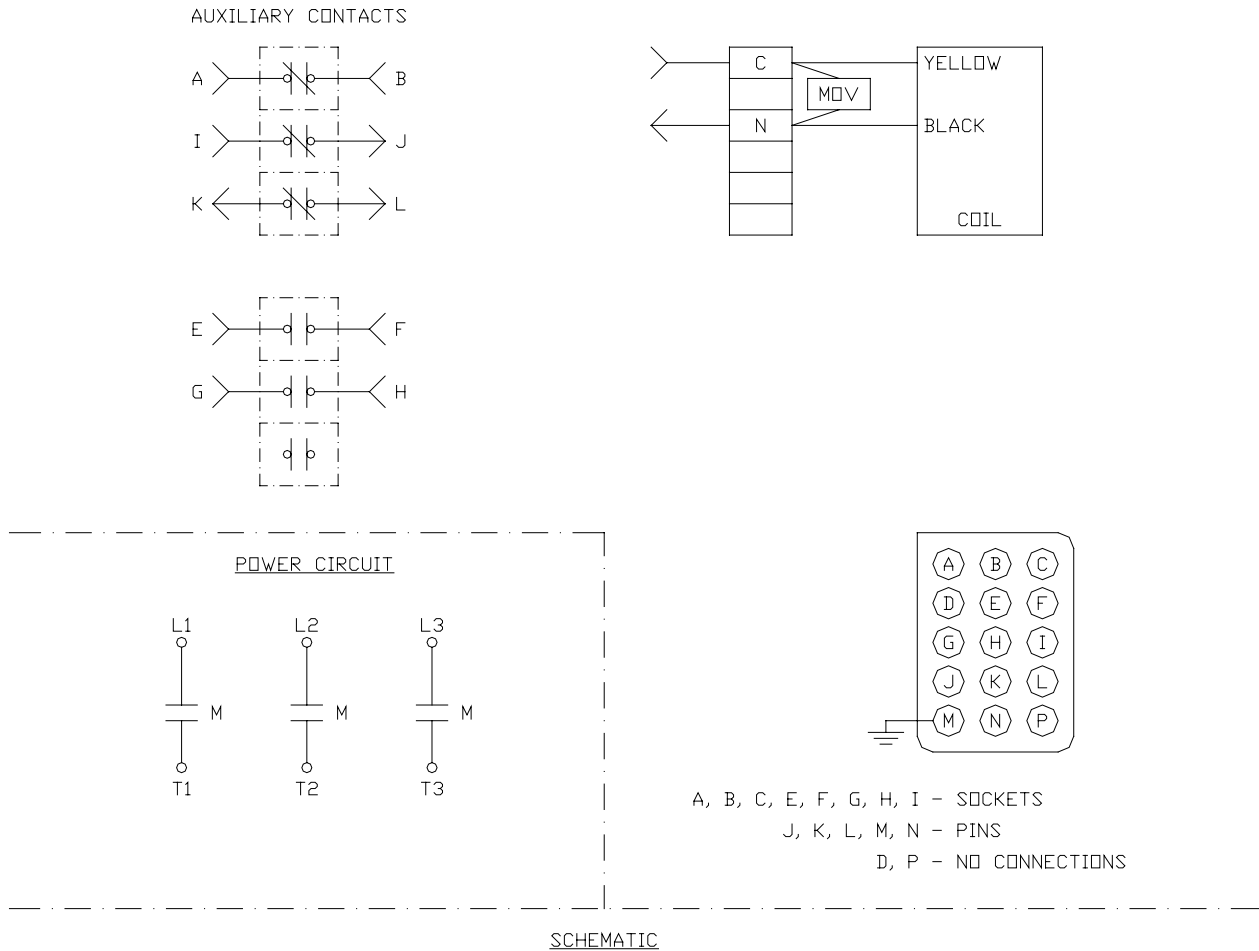 AUXILIARY CONTACTS
A B
I J
K L
C YELLOW
MOV
N BLACK
COIL
E F
G H
POWER CIRCUIT
L1 L2 L3
M M M
T1 T2 T3
A B C
D E F
G H I
J K L
M N P
A, B, C, E, F, G, H, I - SOCKETS
J, K, L, M, N - PINS
D, P - NO CONNECTIONS
SCHEMATIC